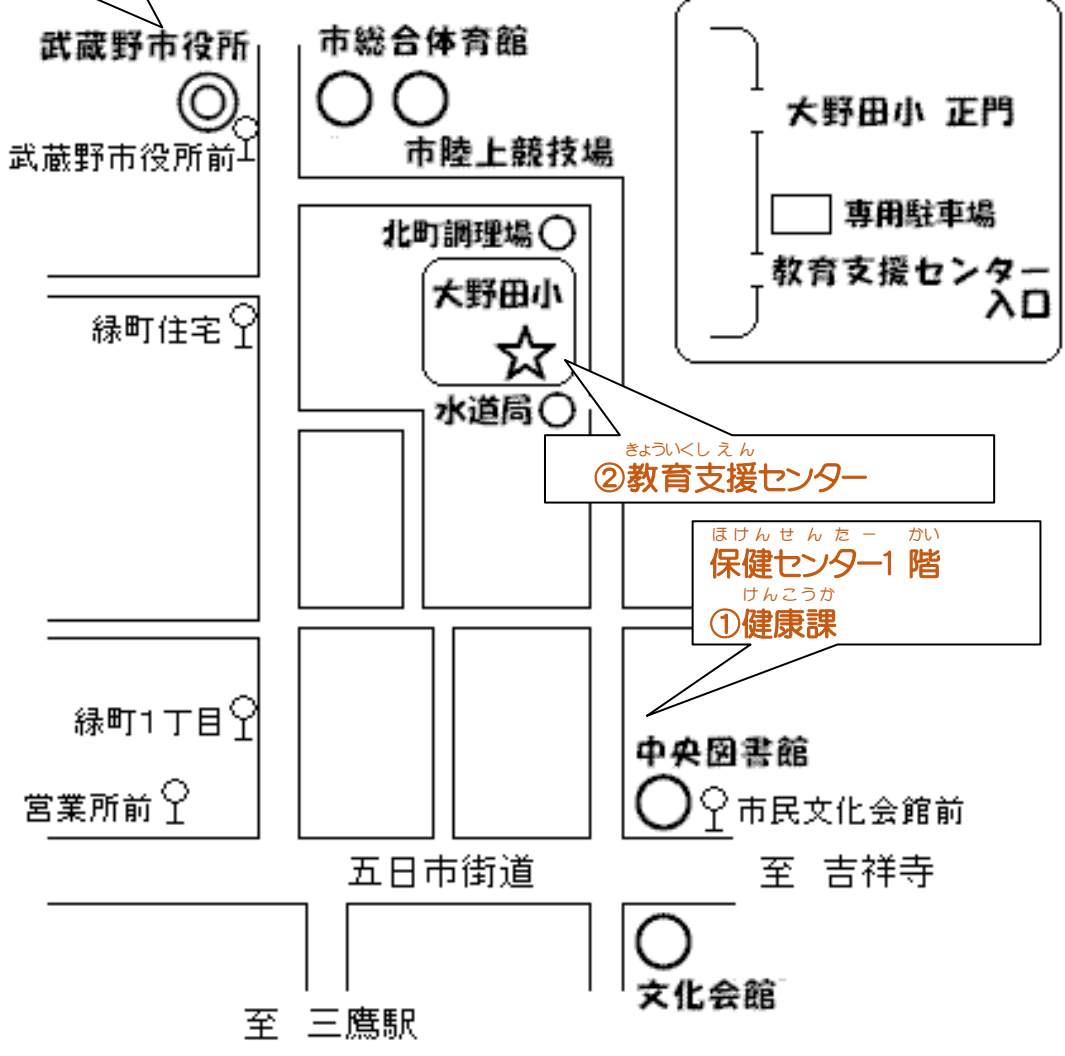 武蔵野市役所
市総合体育館
武蔵野市役所前
市陸上競技場
大野田小 正門
専用駐車場
教育支援センター
入口
北町調理場
大野田小
緑町住宅
水道局
きょういくしえん
②教育支援センター
ほけんせんたー かい
保健センター1 階
けんこうか
①健康課
緑町1丁目
営業所前
中央図書館
市民文化会館前
五日市街道
至 吉祥寺
文化会館
至 三鷹駅